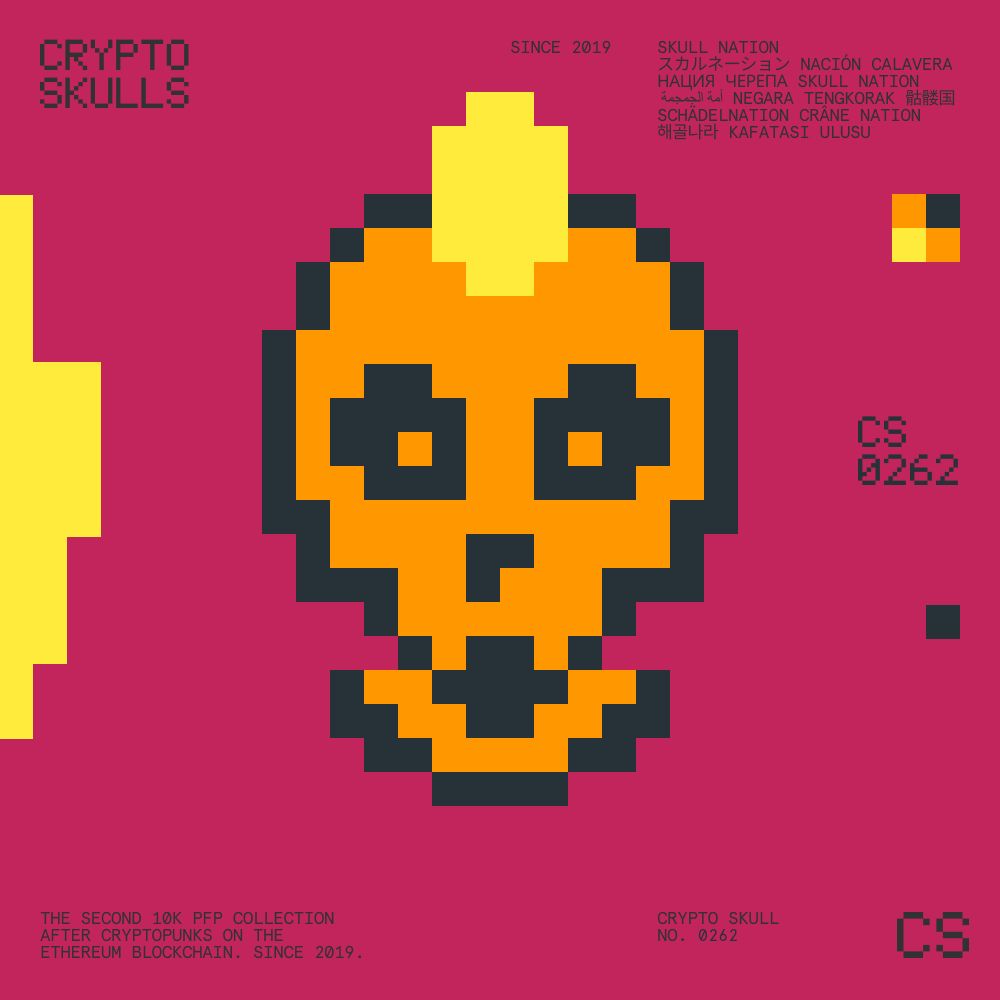 CRYPTO
SKULLS
SINCE 2019
SKULL NATION
スカルネーション NACIÓN CALAVERA
НАЦИЯ ЧЕРЕПА SKULL NATION
أمة الجمجمة NEGARA TENGKORAK 骷髅国
SCHÄDELNATION CRÂNE NATION
해골나라 KAFATASI ULUSU
CS
0262
THE SECOND 10K PFP COLLECTION
AFTER CRYPTOPUNKS ON THE
ETHEREUM BLOCKCHAIN. SINCE 2019.
CRYPTO SKULL
NO. 0262
CS